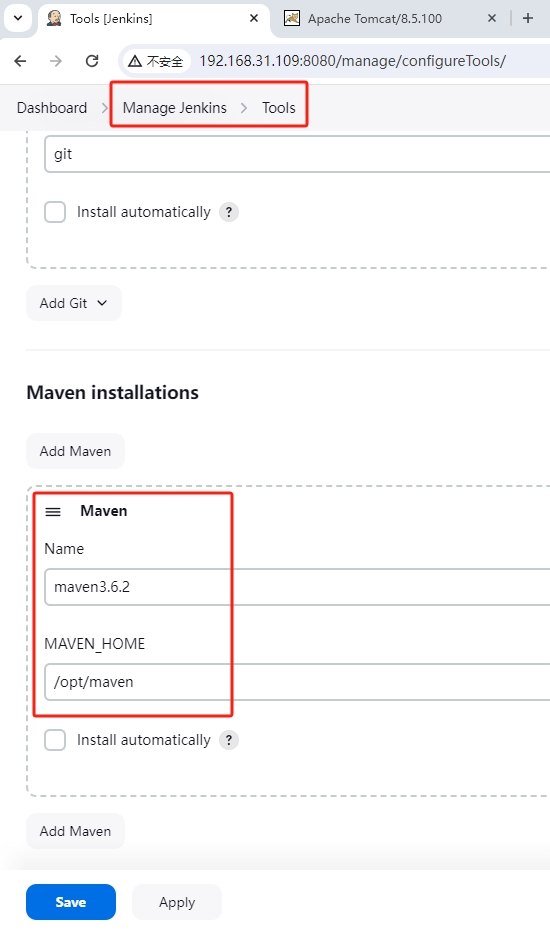 Tools [Jenkins]
Apache Tomcat/8.5.100
不安全 192.168.31.109:8080/manage/configureTools/
Dashboard Manage Jenkins Tools
git
Install automatically ?
Add Git
Maven installations
Add Maven
Maven
Name
maven3.6.2
MAVEN_HOME
/opt/maven
Install automatically ?
Add Maven
Save Apply